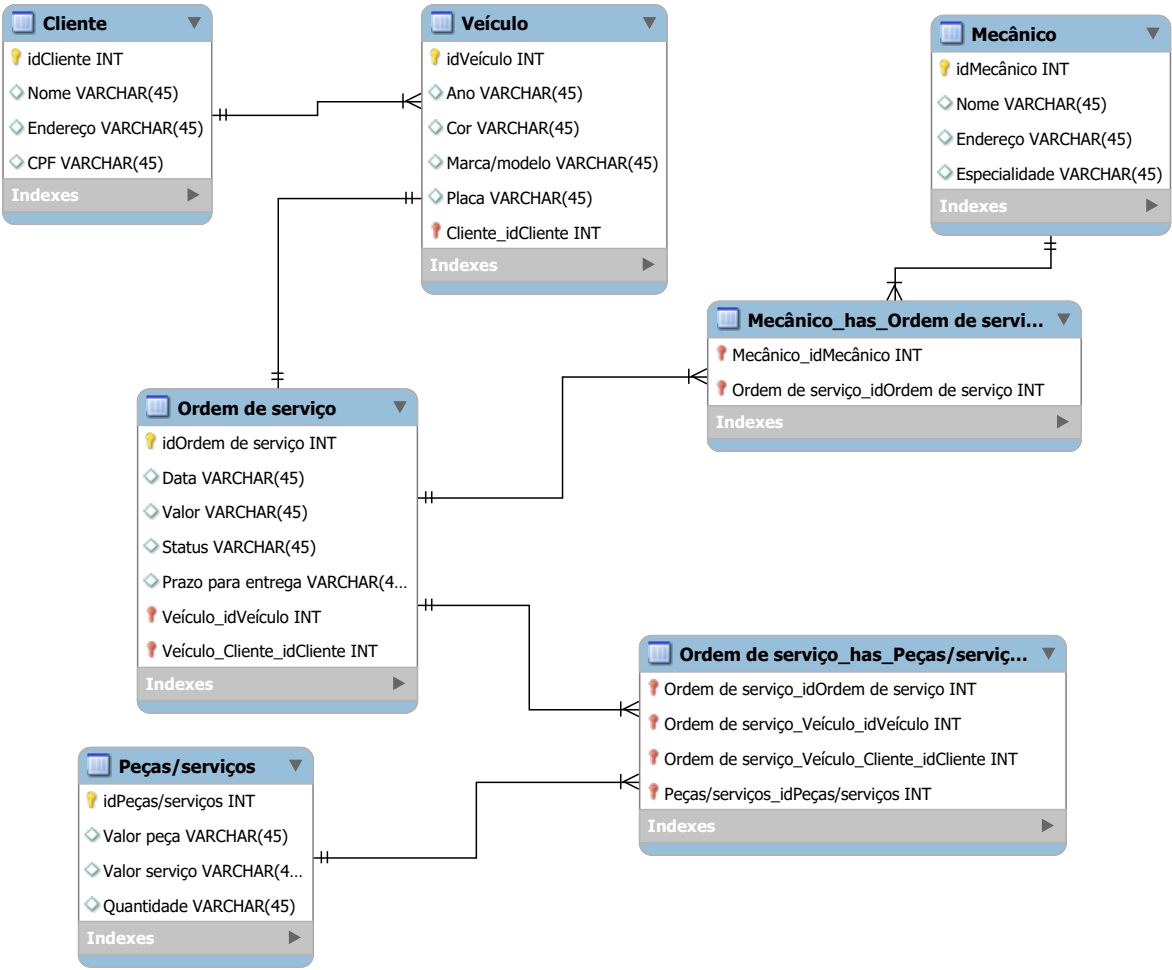 Cliente
idCliente INT
Nome VARCHAR(45)
Endereço VARCHAR(45)
CPF VARCHAR(45)
Indexes
Veículo
idVeículo INT
Ano VARCHAR(45)
Cor VARCHAR(45)
Marca/modelo VARCHAR(45)
Placa VARCHAR(45)
Cliente_idCliente INT
Indexes
Mecânico
idMecânico INT
Nome VARCHAR(45)
Endereço VARCHAR(45)
Especialidade VARCHAR(45)
Indexes
Mecânico_has_Ordem de servi...
Mecânico_idMecânico INT
Ordem de serviço_idOrdem de serviço INT
Indexes
Ordem de serviço
idOrdem de serviço INT
Data VARCHAR(45)
Valor VARCHAR(45)
Status VARCHAR(45)
Prazo para entrega VARCHAR(4...
Veículo_idVeículo INT
Veículo_Cliente_idCliente INT
Indexes
Ordem de serviço_has_Peças/serviç...
Ordem de serviço_idOrdem de serviço INT
Ordem de serviço_Veículo_idVeículo INT
Ordem de serviço_Veículo_Cliente_idCliente INT
Peças/serviços_idPeças/serviços INT
Indexes
Peças/serviços
idPeças/serviços INT
Valor peça VARCHAR(45)
Valor serviço VARCHAR(4...
Quantidade VARCHAR(45)
Indexes